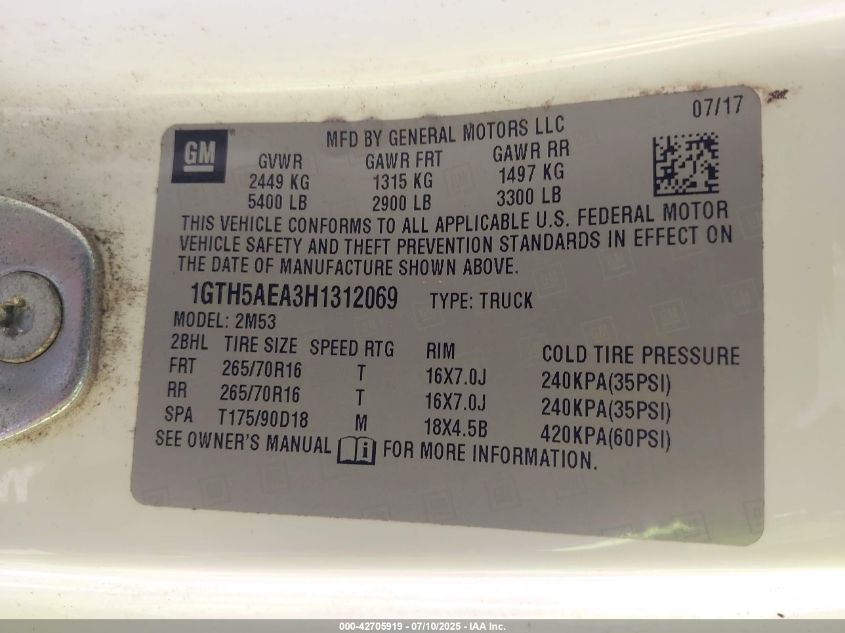 07/17
GM
MFD BY GENERAL MOTORS LLC
GVWR GAWR FRT GAWR RR
2449 KG 1315 KG 1497 KG
5400 LB 2900 LB 3300 LB
THIS VEHICLE CONFORMS TO ALL APPLICABLE U.S. FEDERAL MOTOR
VEHICLE SAFETY AND THEFT PREVENTION STANDARDS IN EFFECT ON
THE DATE OF MANUFACTURE SHOWN ABOVE.
1GTH5AEA3H1312069 TYPE: TRUCK
MODEL: 2M53
2BHL TIRE SIZE SPEED RTG RIM COLD TIRE PRESSURE
FRT 265/70R16 T 16X7.0J 240KPA(35PSI)
RR 265/70R16 T 16X7.0J 240KPA(35PSI)
SPA T175/90D18 M 18X4.5B 420KPA(60PSI)
SEE OWNER'S MANUAL i FOR MORE INFORMATION.
000-42705919 - 07/10/2025 - IAA Inc.